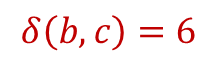 δ(b, c) = 6